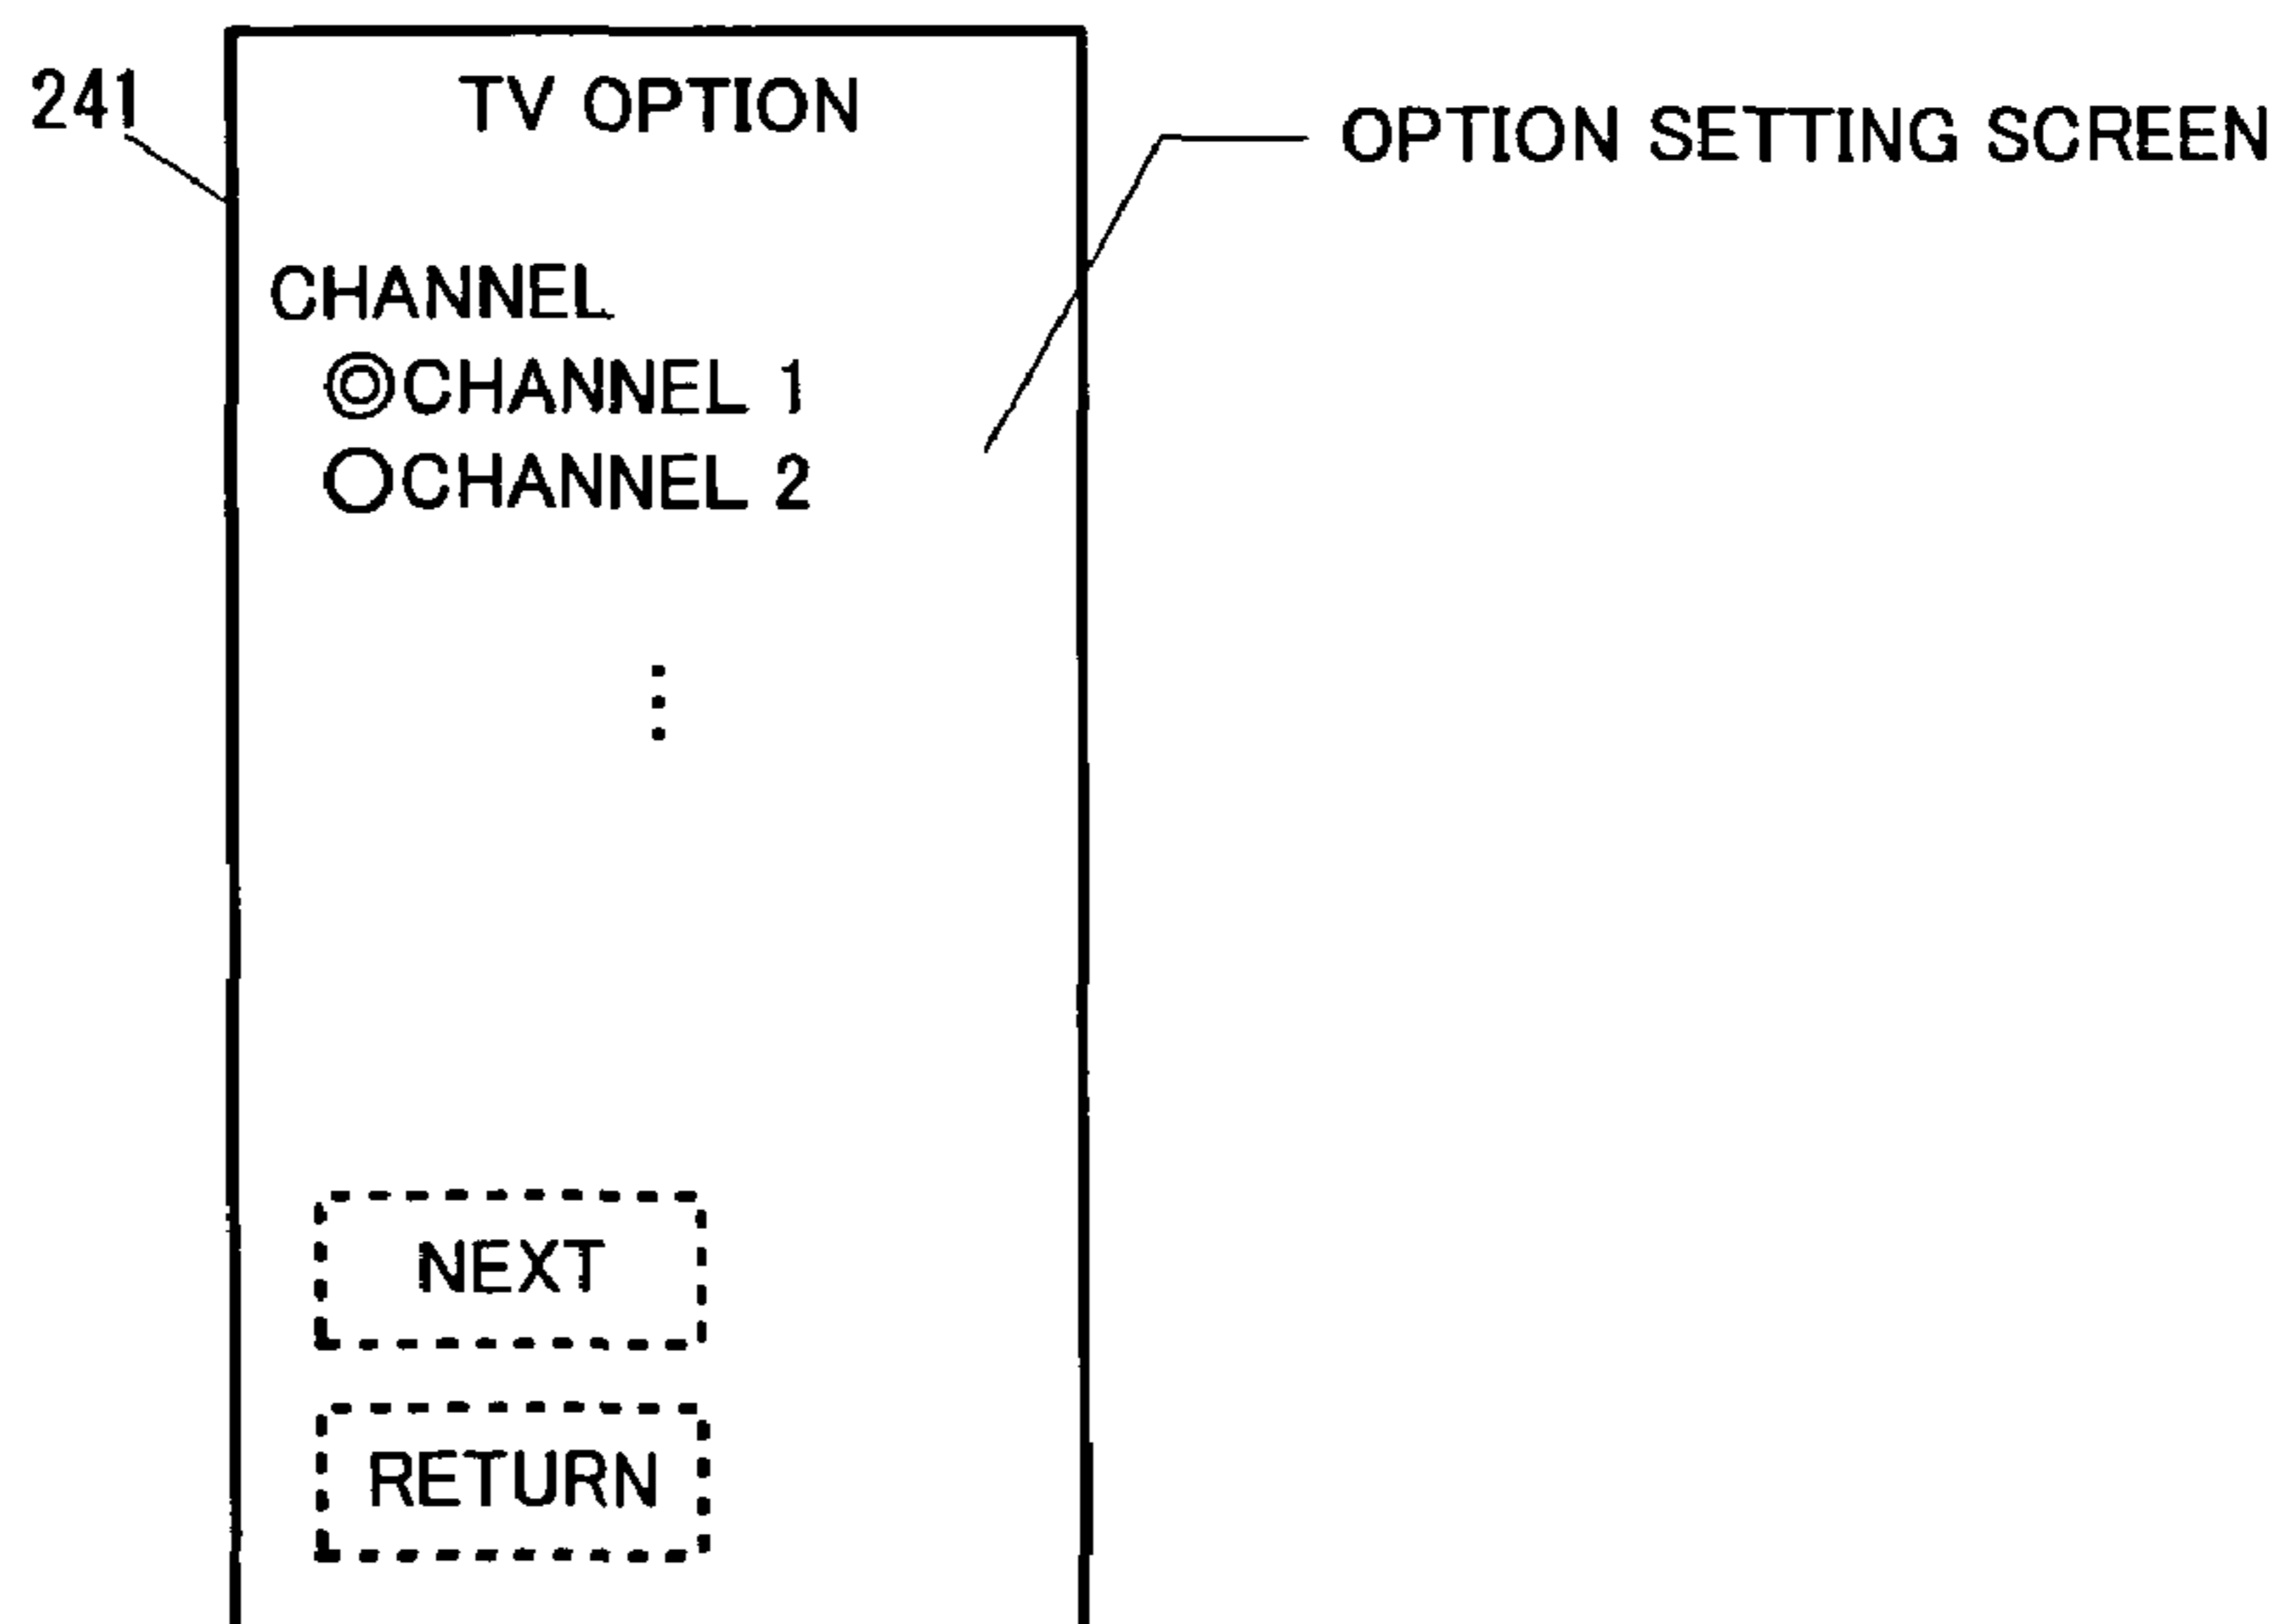 241
TV OPTION
OPTION SETTING SCREEN
CHANNEL
◎CHANNEL 1
○CHANNEL 2
NEXT
RETURN